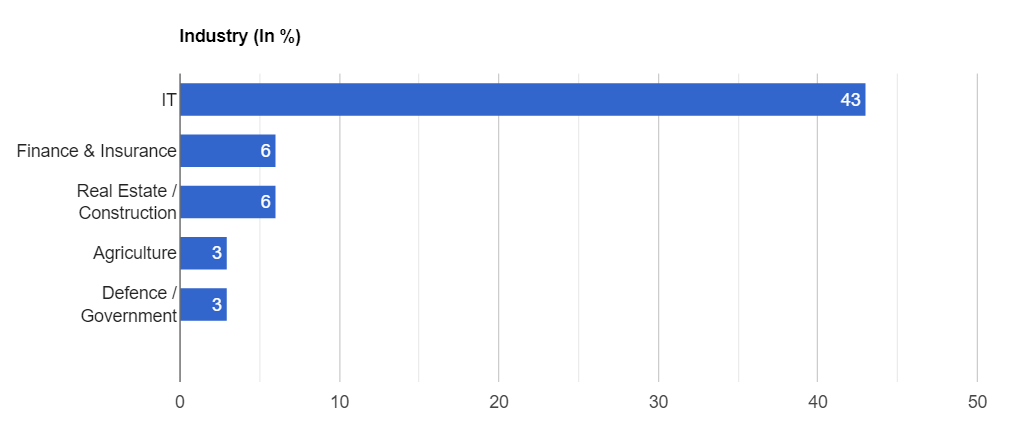 Industry (In %)
IT
43
Finance & Insurance
6
Real Estate /
Construction
6
Agriculture
3
Defence /
Government
3
0 10 20 30 40 50